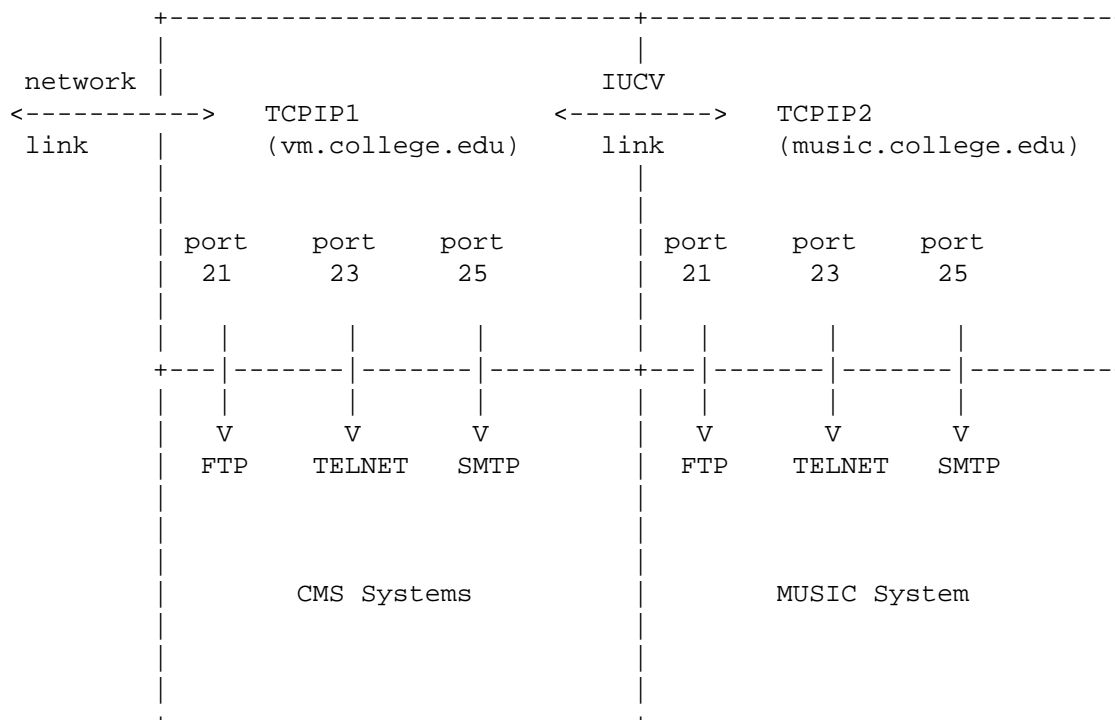 network IUCV
TCPIP1 TCPIP2
link (vm.college.edu) link (music.college.edu)
port port port port port port
21 23 25 21 23 25
V V V V V V
FTP TELNET SMTP FTP TELNET SMTP
CMS Systems MUSIC System